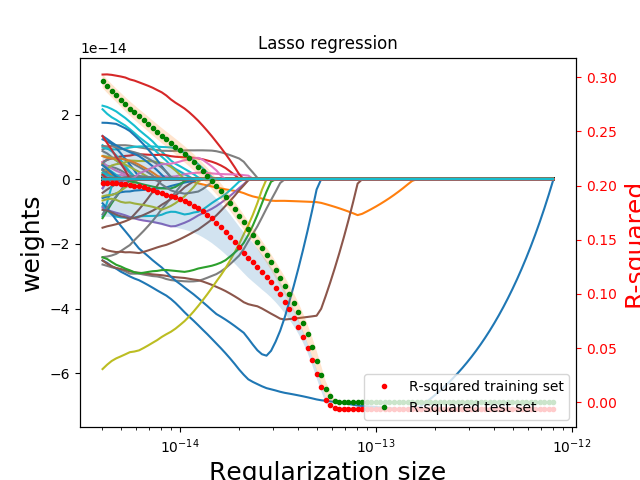 Lasso regression
1e−14
2
0
−2
−4
−6
weights
0.30
0.25
0.20
0.15
0.10
0.05
0.00
R-squared
R-squared training set
R-squared test set
10⁻¹⁴
10⁻¹³
10⁻¹²
Regularization size